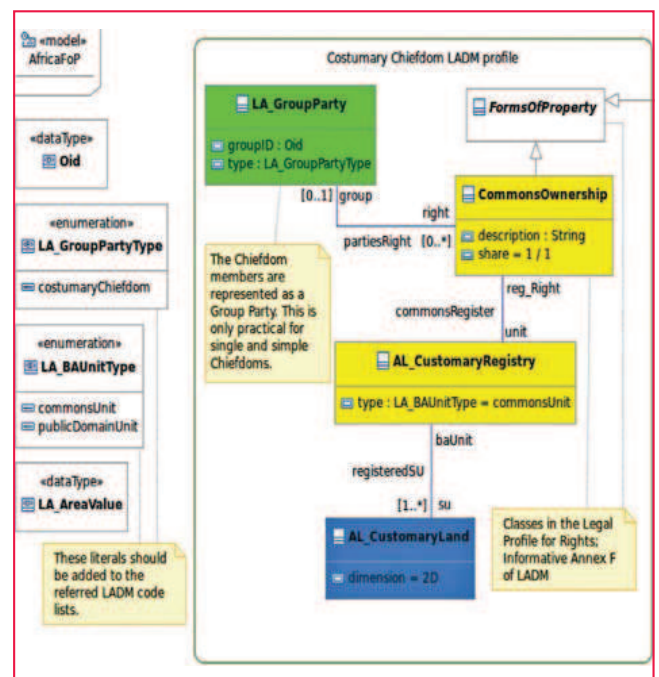 «model»
AfricaFoP
«dataType»
Oid
«enumeration»
LA_GroupPartyType
costumaryChiefdom
«enumeration»
LA_BAUnitType
commonsUnit
publicDomainUnit
«dataType»
LA_AreaValue
These literals should
be added to the
referred LADM code
lists.
Costumary Chiefdom LADM profile
LA_GroupParty
groupID : Oid
type : LA_GroupPartyType
FormsOfProperty
[0..1] group
right
partiesRight [0..*]
CommonsOwnership
description : String
share = 1 / 1
The Chiefdom
members are
represented as a
Group Party. This is
only practical for
single and simple
Chiefdoms.
reg_Right
commonsRegister
unit
AL_CustomaryRegistry
type : LA_BAUnitType = commonsUnit
baUnit
registeredSU
[1..*] su
AL_CustomaryLand
dimension = 2D
Classes in the Legal
Profile for Rights;
Informative Annex F
of LADM